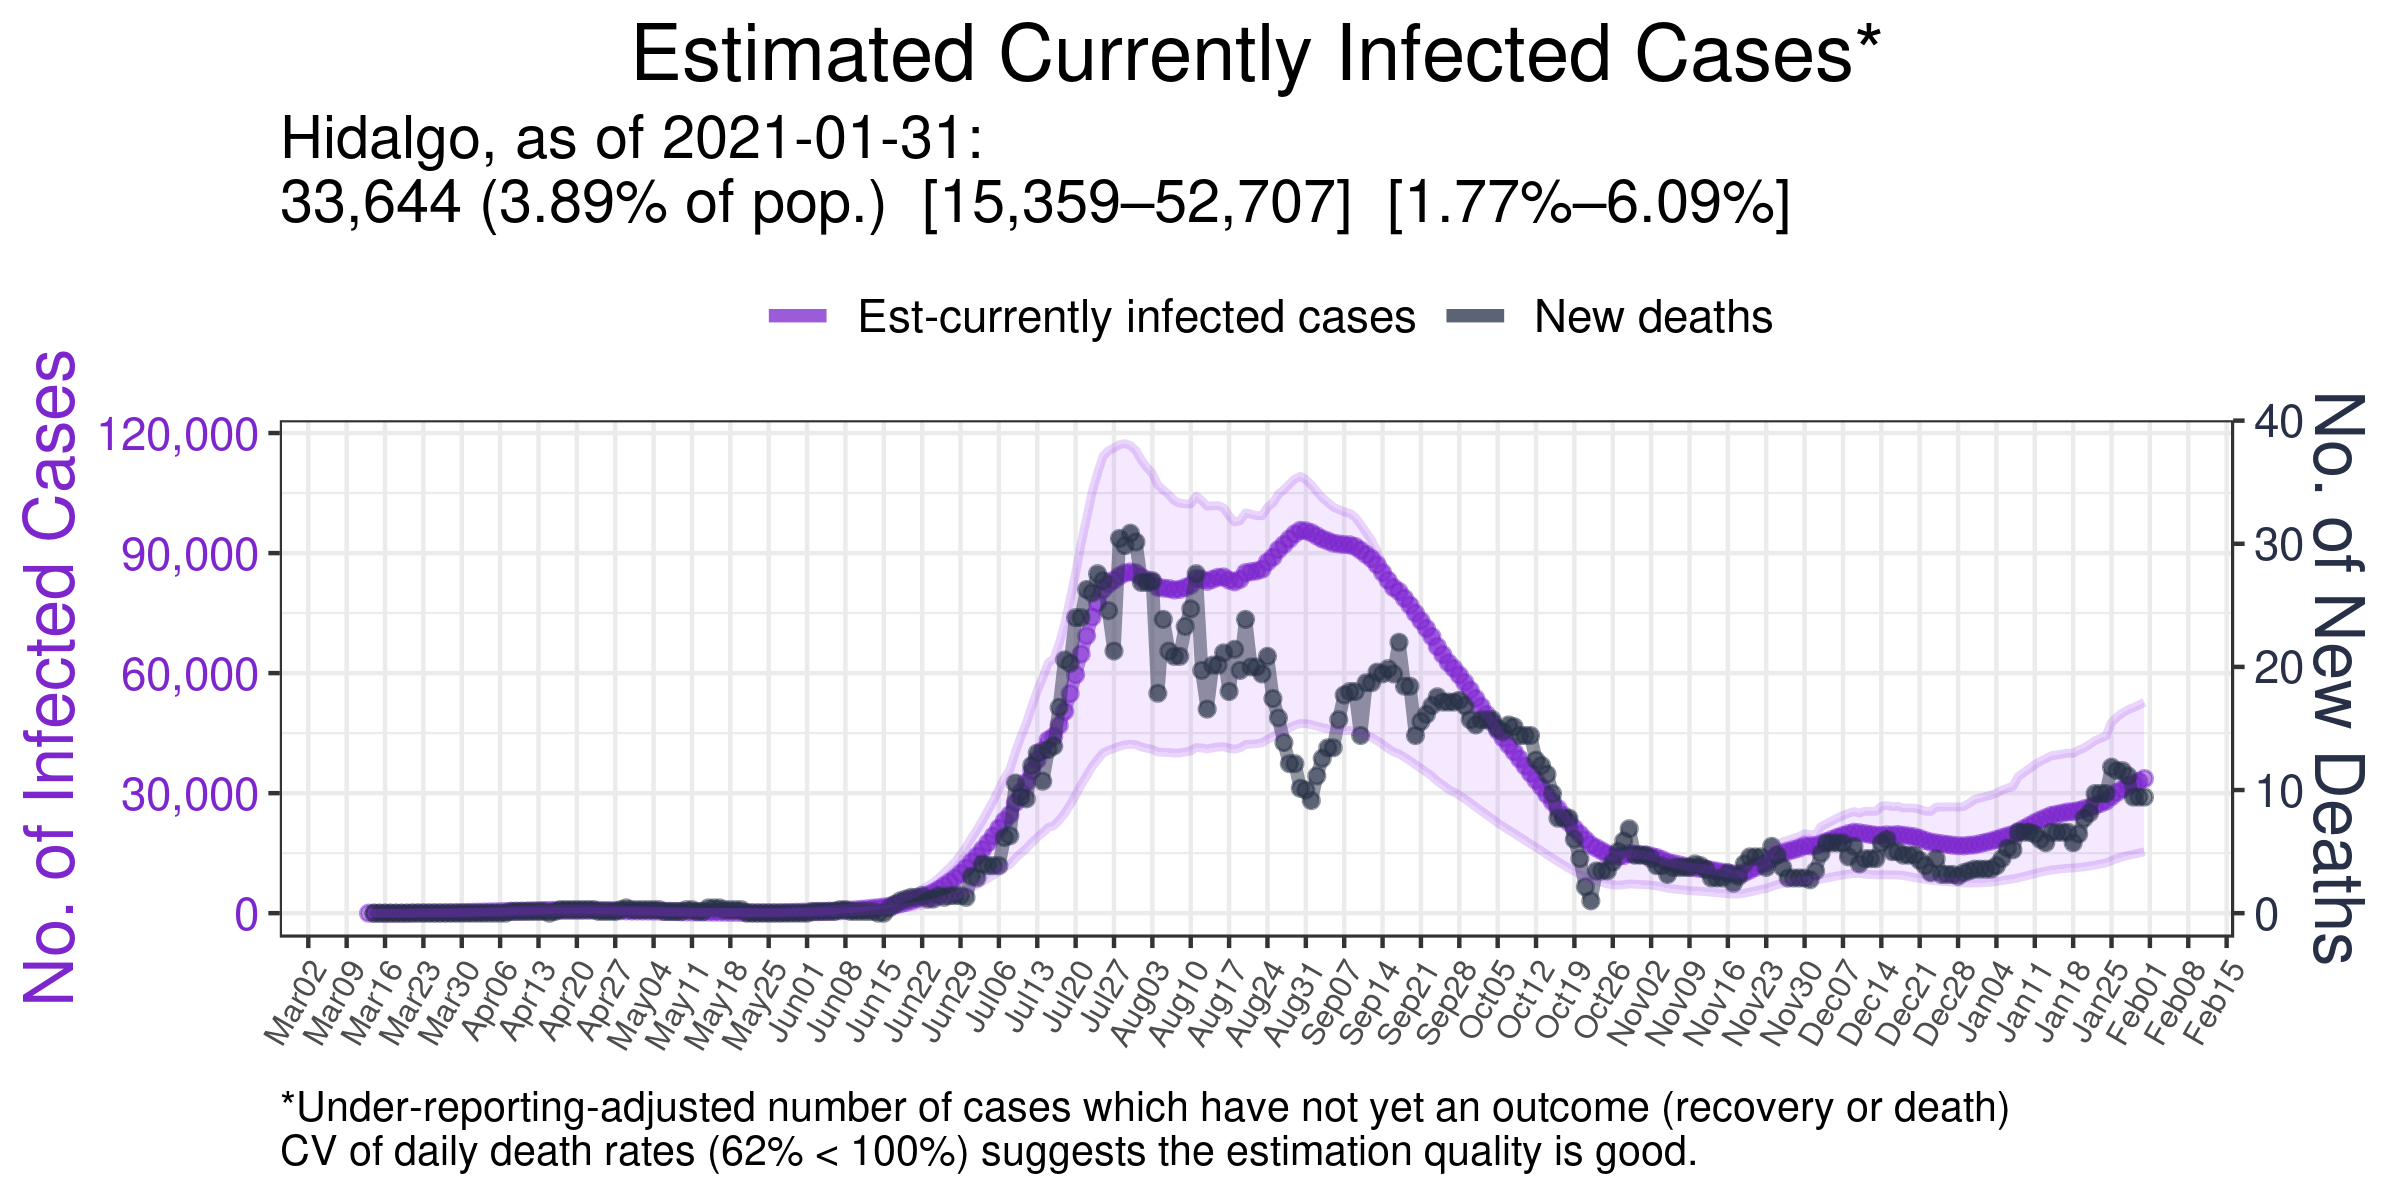 Estimated Currently Infected Cases*
Hidalgo, as of 2021-01-31:
33,644 (3.89% of pop.)  [15,359–52,707]  [1.77%–6.09%]
Est-currently infected cases
New deaths
No. of Infected Cases
120,000
90,000
60,000
30,000
0
40
30
20
10
0
No. of New Deaths
Mar02
Mar09
Mar16
Mar23
Mar30
Apr06
Apr13
Apr20
Apr27
May04
May11
May18
May25
Jun01
Jun08
Jun15
Jun22
Jun29
Jul06
Jul13
Jul20
Jul27
Aug03
Aug10
Aug17
Aug24
Aug31
Sep07
Sep14
Sep21
Sep28
Oct05
Oct12
Oct19
Oct26
Nov02
Nov09
Nov16
Nov23
Nov30
Dec07
Dec14
Dec21
Dec28
Jan04
Jan11
Jan18
Jan25
Feb01
Feb08
Feb15
*Under-reporting-adjusted number of cases which have not yet an outcome (recovery or death)
CV of daily death rates (62% < 100%) suggests the estimation quality is good.